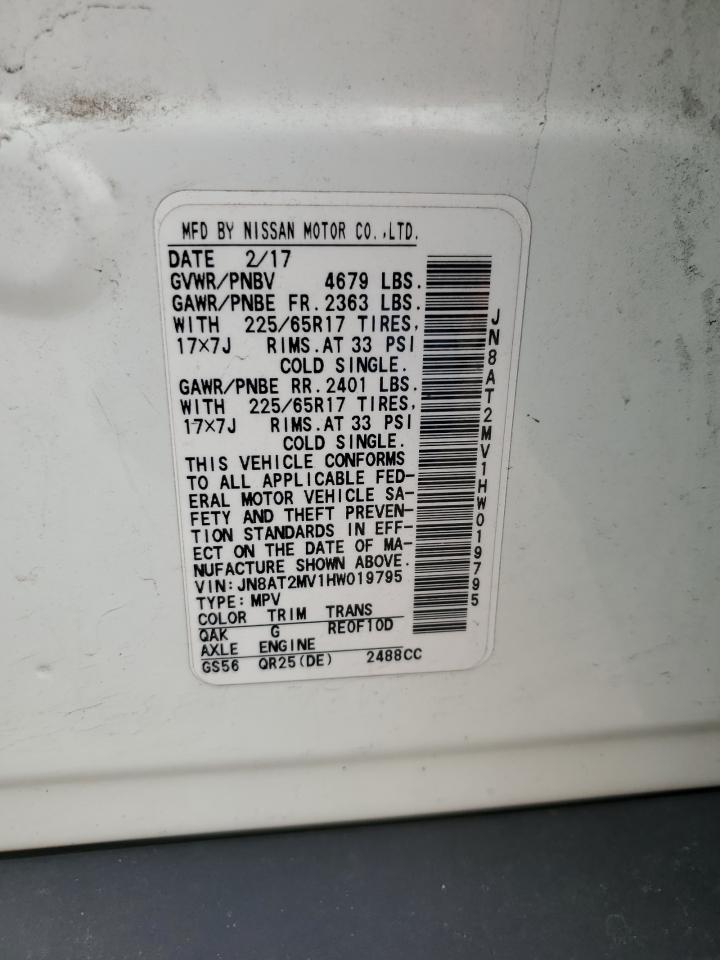 MFD BY NISSAN MOTOR CO.,LTD.
DATE 2/17
GVWR/PNBV 4679 LBS.
GAWR/PNBE FR. 2363 LBS.
WITH 225/65R17 TIRES,
17×7J RIMS. AT 33 PSI
COLD SINGLE.
GAWR/PNBE RR. 2401 LBS.
WITH 225/65R17 TIRES,
17×7J RIMS. AT 33 PSI
COLD SINGLE.
THIS VEHICLE CONFORMS
TO ALL APPLICABLE FED-
ERAL MOTOR VEHICLE SA-
FETY AND THEFT PREVEN-
TION STANDARDS IN EFF-
ECT ON THE DATE OF MA-
NUFACTURE SHOWN ABOVE.
VIN: JN8AT2MV1HW019795
TYPE: MPV
COLOR TRIM TRANS
QAK G RE0F10D
AXLE ENGINE
GS56 QR25(DE) 2488CC
JN8AT2MV1HW019795